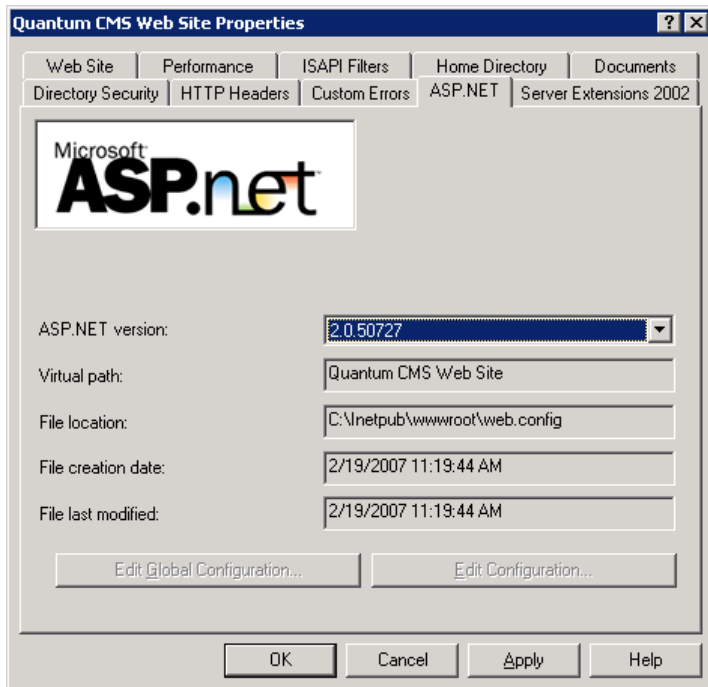 Quantum CMS Web Site Properties
Web Site Performance ISAPI Filters Home Directory Documents
Directory Security HTTP Headers Custom Errors ASP.NET Server Extensions 2002
Microsoft
ASP.net
ASP.NET version: 2.0.50727
Virtual path: Quantum CMS Web Site
File location: C:\Inetpub\wwwroot\web.config
File creation date: 2/19/2007 11:19:44 AM
File last modified: 2/19/2007 11:19:44 AM
Edit Global Configuration... Edit Configuration...
OK Cancel Apply Help